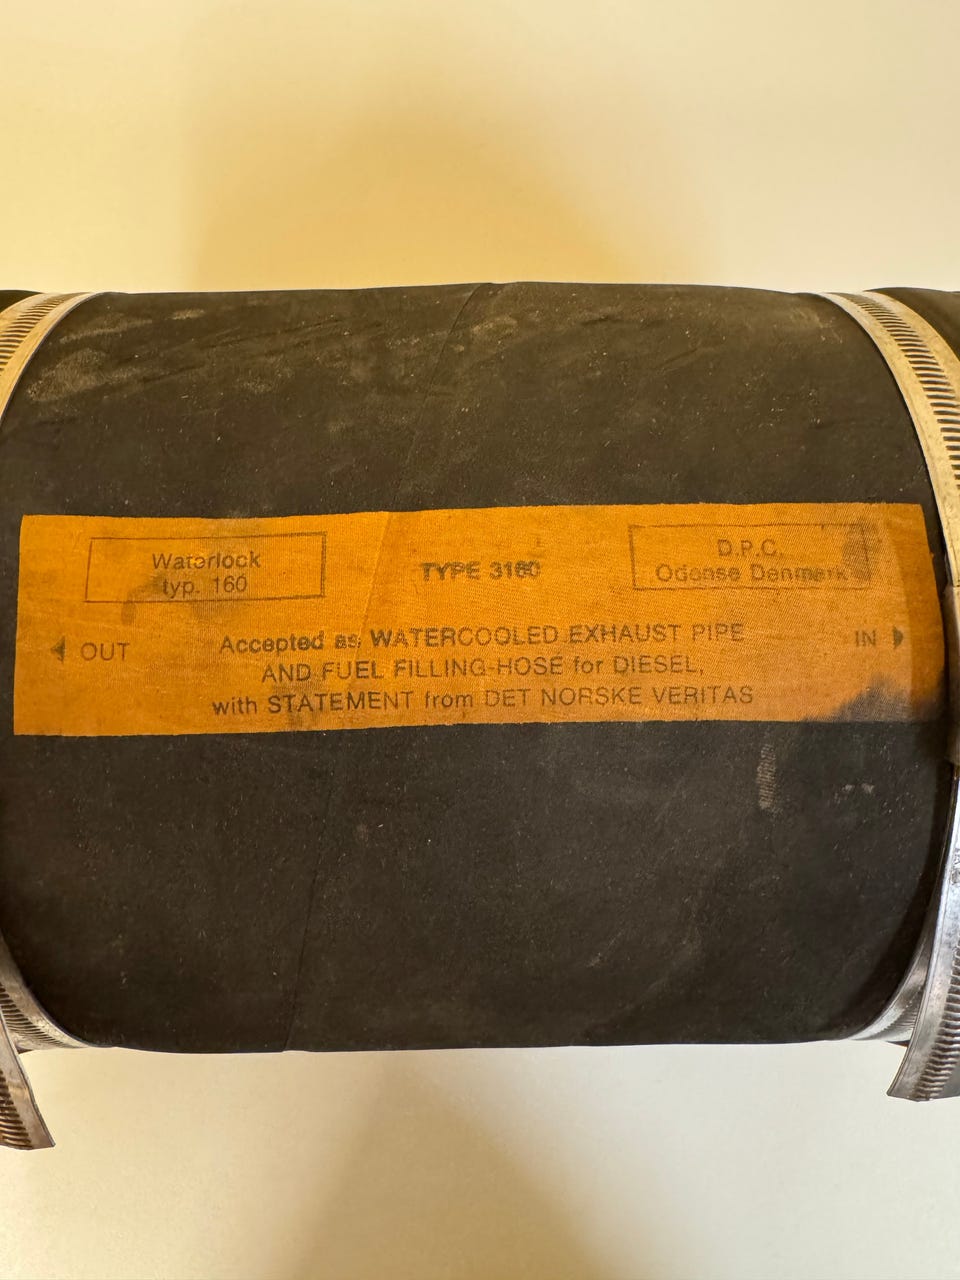 Waterlock
typ. 160
TYPE 3160
D.P.C.
Odense Denmark
OUT
Accepted as WATERCOOLED EXHAUST PIPE
IN
AND FUEL FILLING-HOSE for DIESEL,
with STATEMENT from DET NORSKE VERITAS